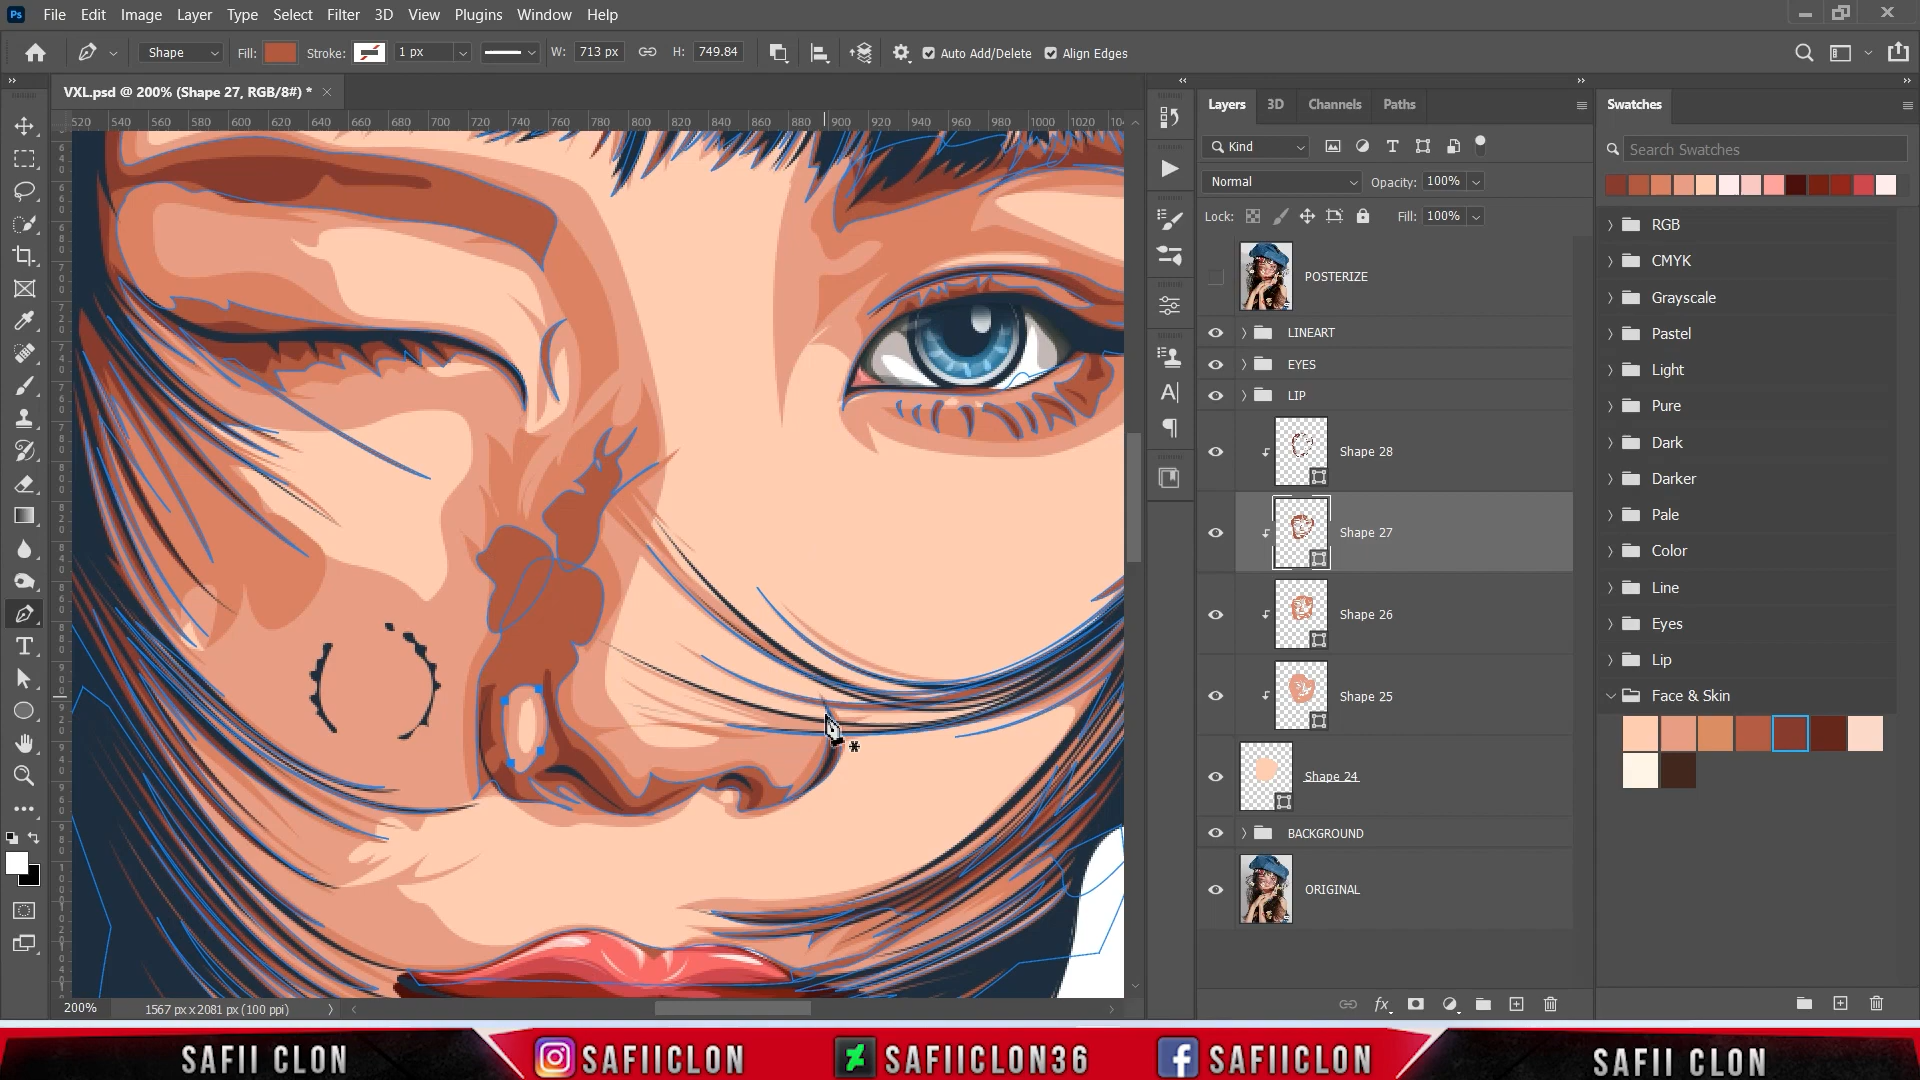 Ps File Edit Image Layer Type Select Filter 3D View Plugins Window Help
Shape Fill: Stroke: 1 px W: 713 px H: 749.84 Auto Add/Delete Align Edges
VXL.psd @ 200% (Shape 27, RGB/8#) * ×
520 540 560 580 600 620 640 660 680 700 720 740 760 780 800 820 840 860 880 900 920 940 960 980 1000 1020
Layers 3D Channels Paths
Kind
Normal Opacity: 100%
Lock: Fill: 100%
POSTERIZE
LINEART
EYES
LIP
Shape 28
Shape 27
Shape 26
Shape 25
Shape 24
BACKGROUND
ORIGINAL
Swatches
Search Swatches
RGB
CMYK
Grayscale
Pastel
Light
Pure
Dark
Darker
Pale
Color
Line
Eyes
Lip
Face & Skin
200% 1567 px x 2081 px (100 ppi)
SAFII CLON SAFIICLON SAFIICLON36 SAFIICLON SAFII CLON